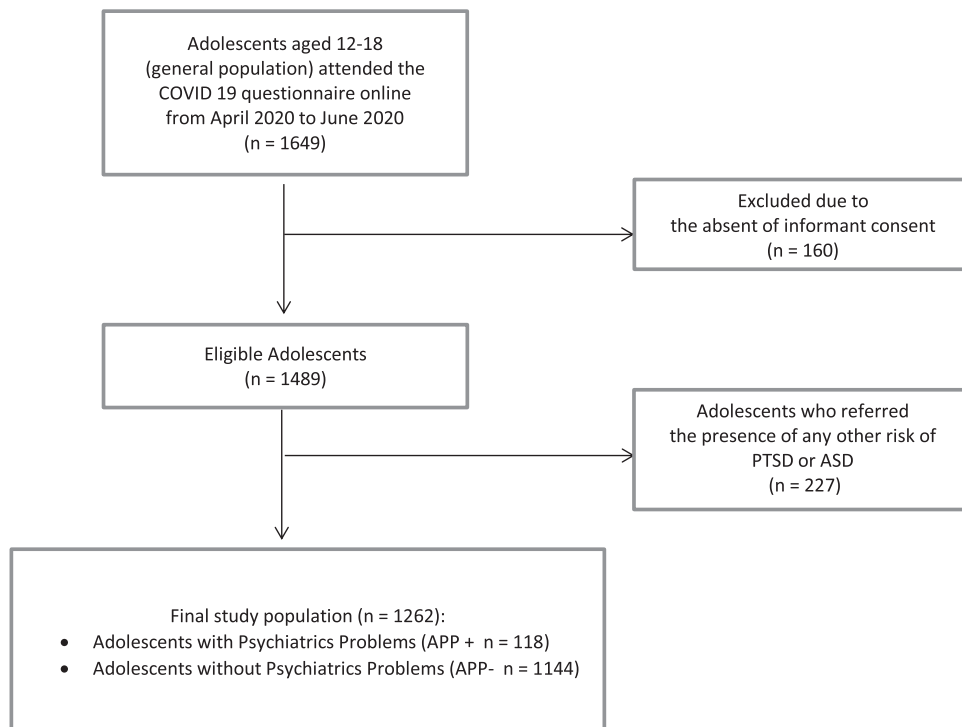 Adolescents aged 12-18
(general population) attended the
COVID 19 questionnaire online
from April 2020 to June 2020
(n = 1649)
Excluded due to
the absent of informant consent
(n = 160)
Eligible Adolescents
(n = 1489)
Adolescents who referred
the presence of any other risk of
PTSD or ASD
(n = 227)
Final study population (n = 1262):
• Adolescents with Psychiatrics Problems (APP + n = 118)
• Adolescents without Psychiatrics Problems (APP- n = 1144)